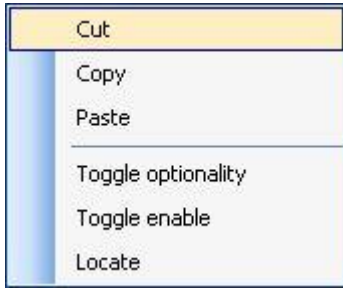 Cut
Copy
Paste
Toggle optionality
Toggle enable
Locate